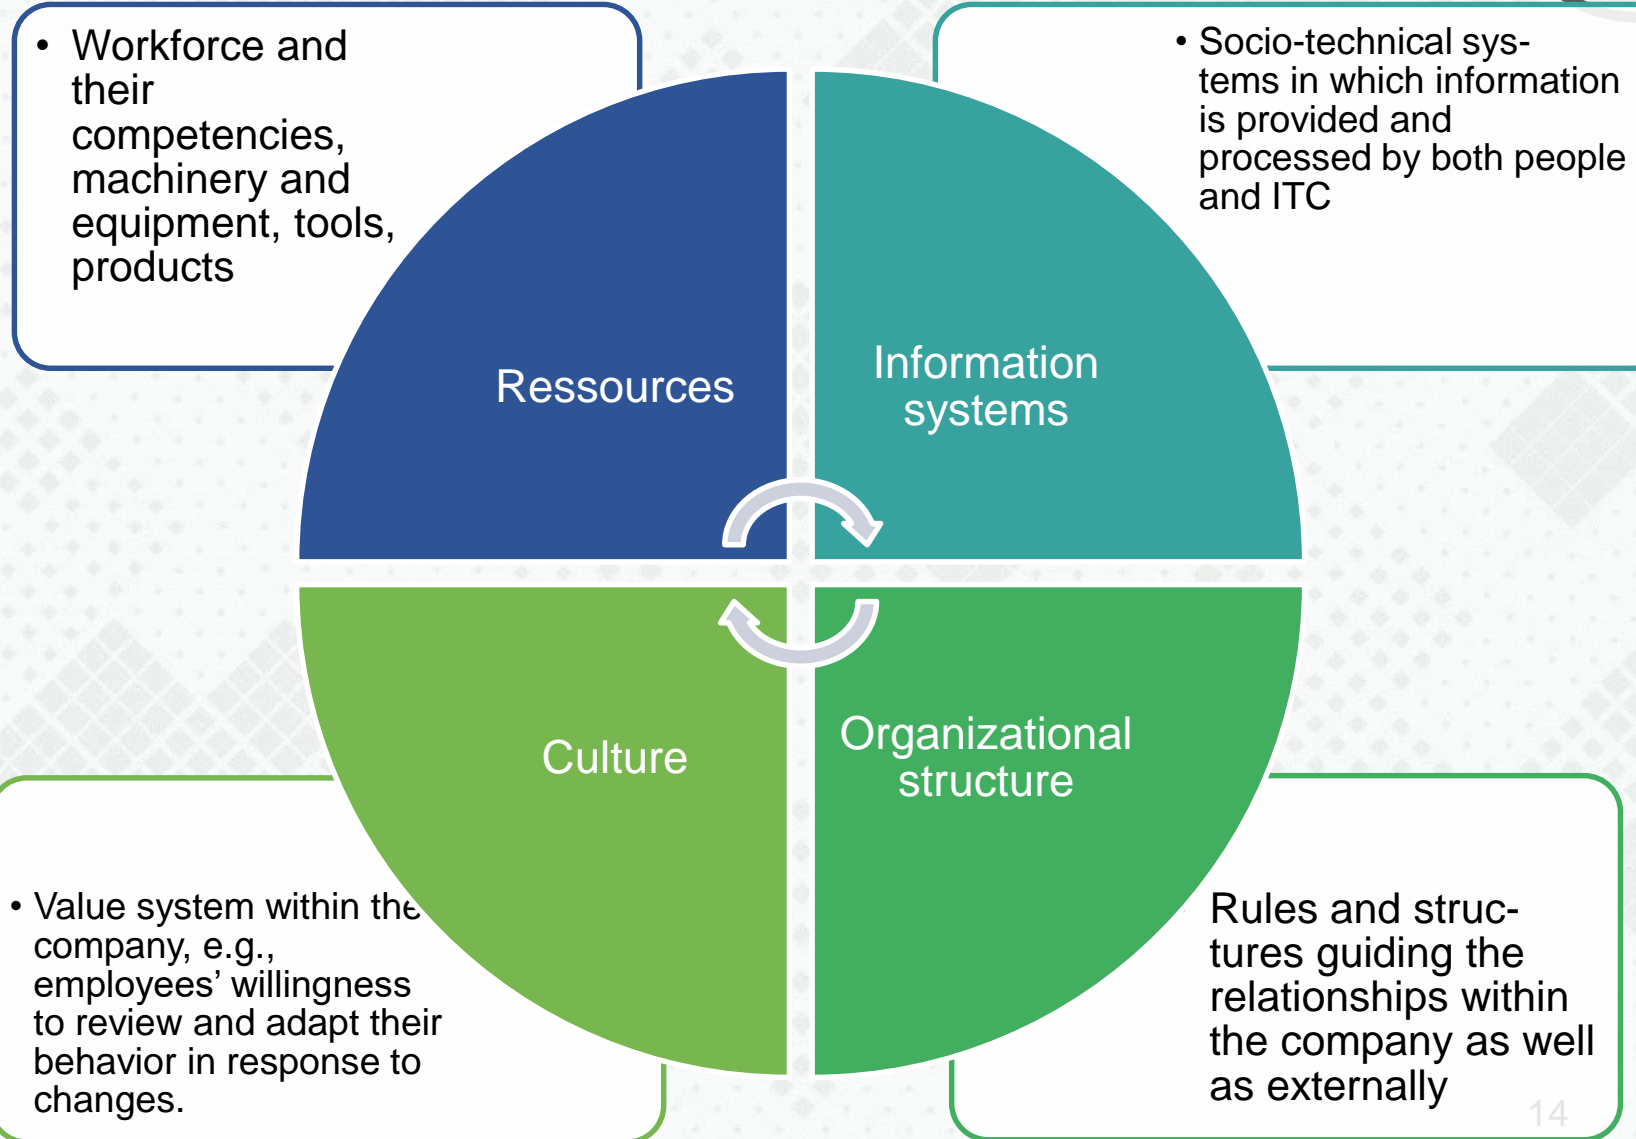 • Workforce and
their
competencies,
machinery and
equipment, tools,
products
• Socio-technical sys-
tems in which information
is provided and
processed by both people
and ITC
Ressources
Information
systems
Culture
Organizational
structure
• Value system within the
company, e.g.,
employees’ willingness
to review and adapt their
behavior in response to
changes.
Rules and struc-
tures guiding the
relationships within
the company as well
as externally
14